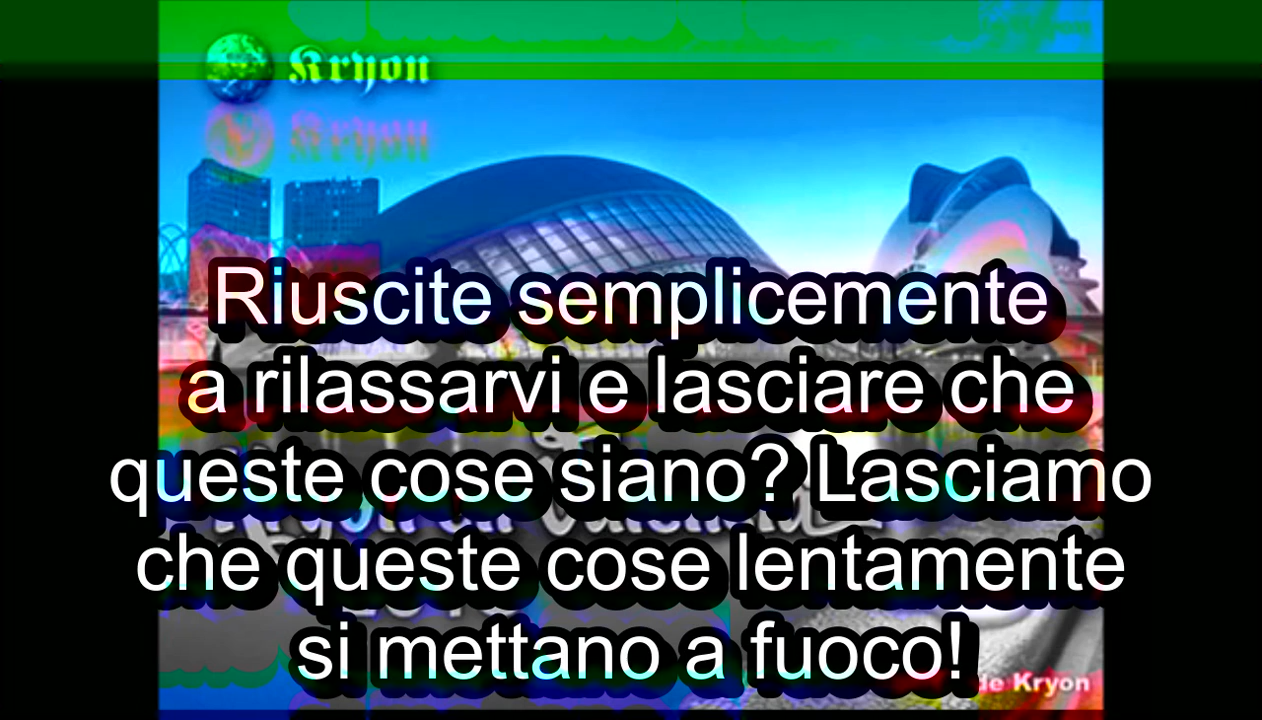 Kryon
Kryon
Riuscite semplicemente
a rilassarvi e lasciare che
queste cose siano? Lasciamo
che queste cose lentamente
si mettano a fuoco!
de Kryon